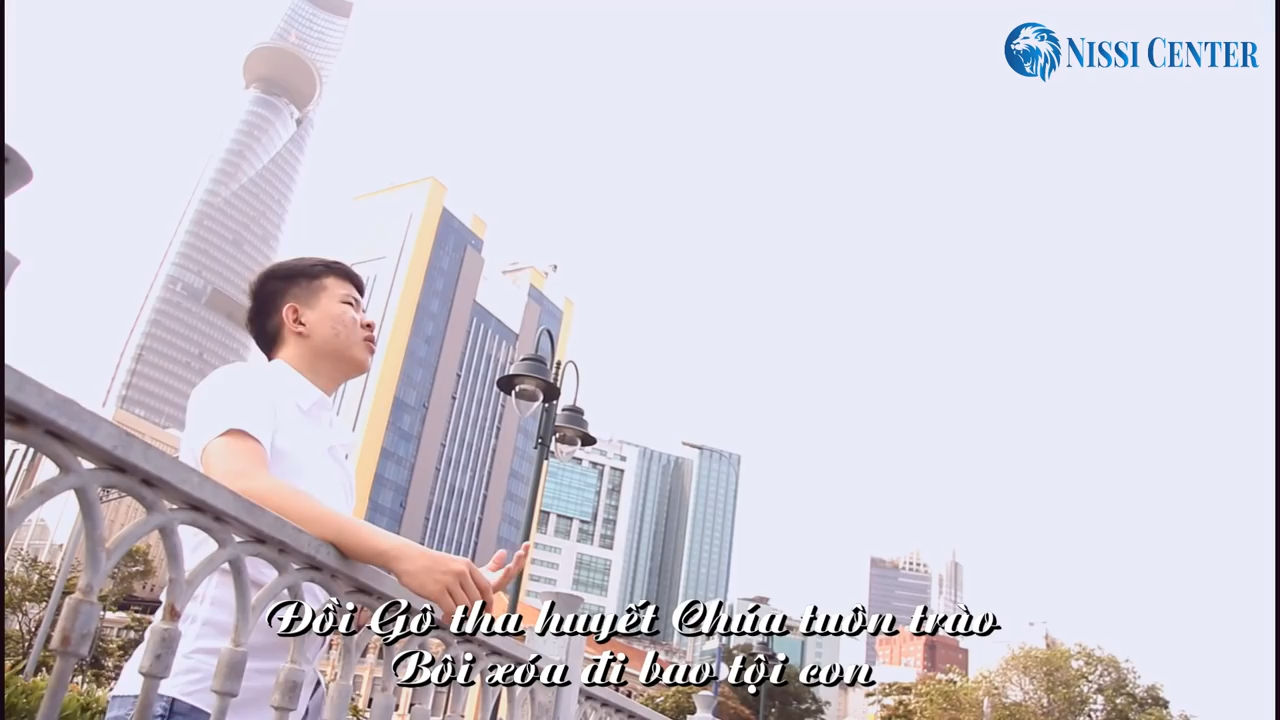 NISSI CENTER
Đồi Gô tha huyết Chúa tuôn trào
Bôi xóa đi bao tội con